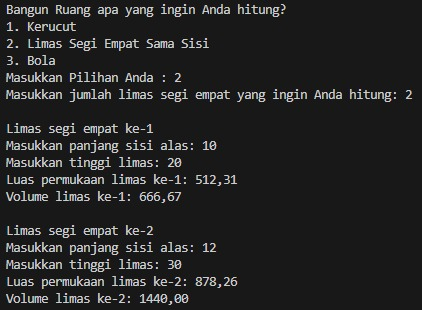 Bangun Ruang apa yang ingin Anda hitung?
1. Kerucut
2. Limas Segi Empat Sama Sisi
3. Bola
Masukkan Pilihan Anda : 2
Masukkan jumlah limas segi empat yang ingin Anda hitung: 2
Limas segi empat ke-1
Masukkan panjang sisi alas: 10
Masukkan tinggi limas: 20
Luas permukaan limas ke-1: 512,31
Volume limas ke-1: 666,67
Limas segi empat ke-2
Masukkan panjang sisi alas: 12
Masukkan tinggi limas: 30
Luas permukaan limas ke-2: 878,26
Volume limas ke-2: 1440,00